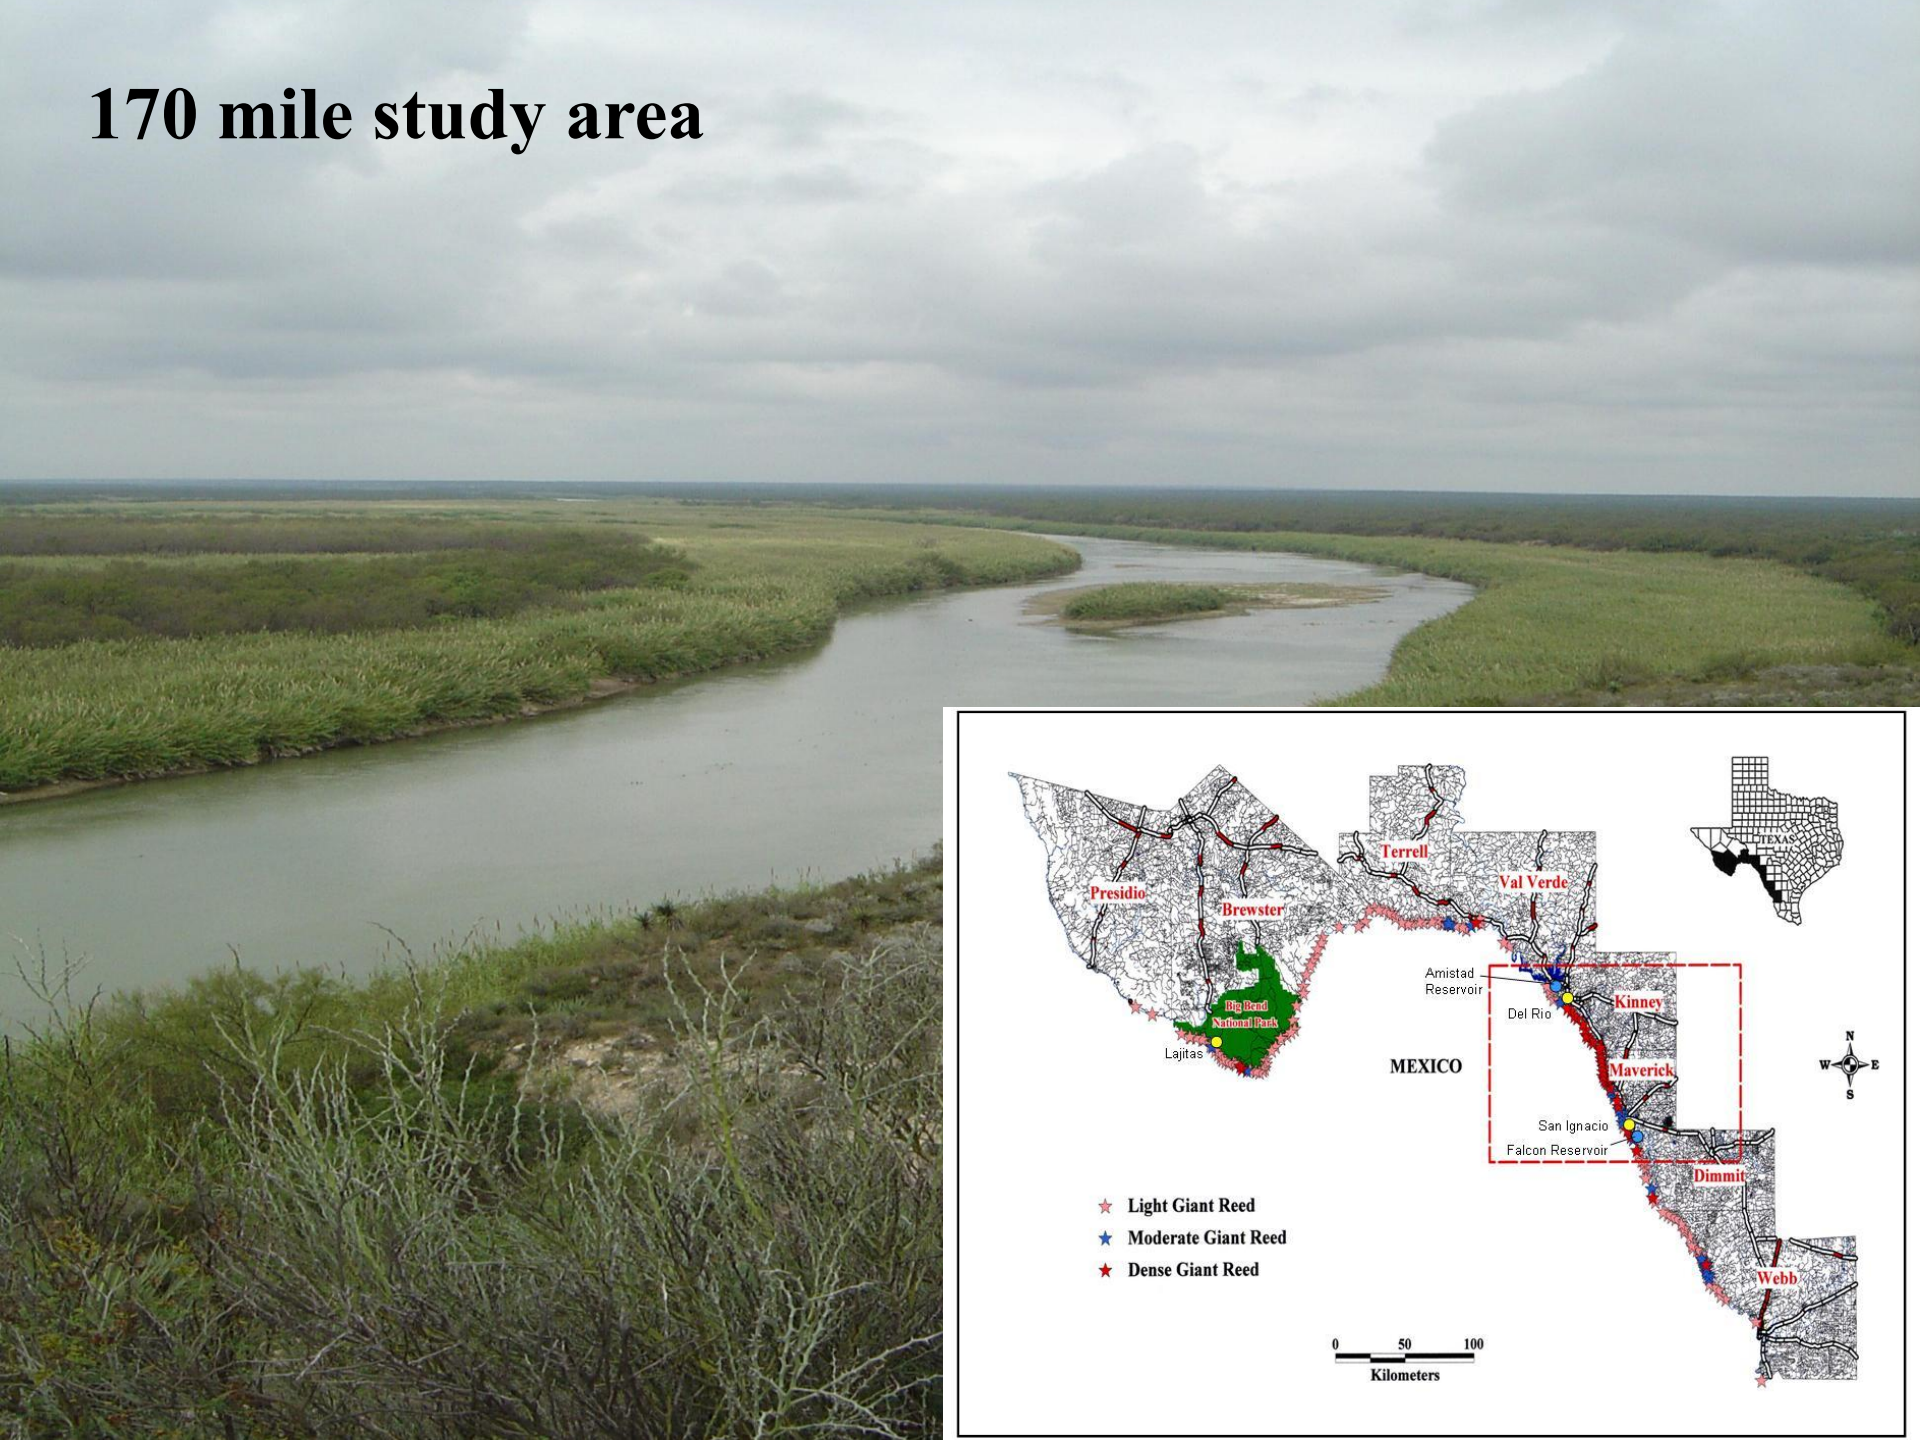 170 mile study area
TEXAS
Terrell
Val Verde
Presidio
Brewster
Amistad
Reservoir
Big Bend
National Park
Kinney
Del Rio
Lajitas
MEXICO
Maverick
N
W E
S
San Ignacio
Falcon Reservoir
Dimmit
Light Giant Reed
Moderate Giant Reed
Dense Giant Reed
Webb
0 50 100
Kilometers